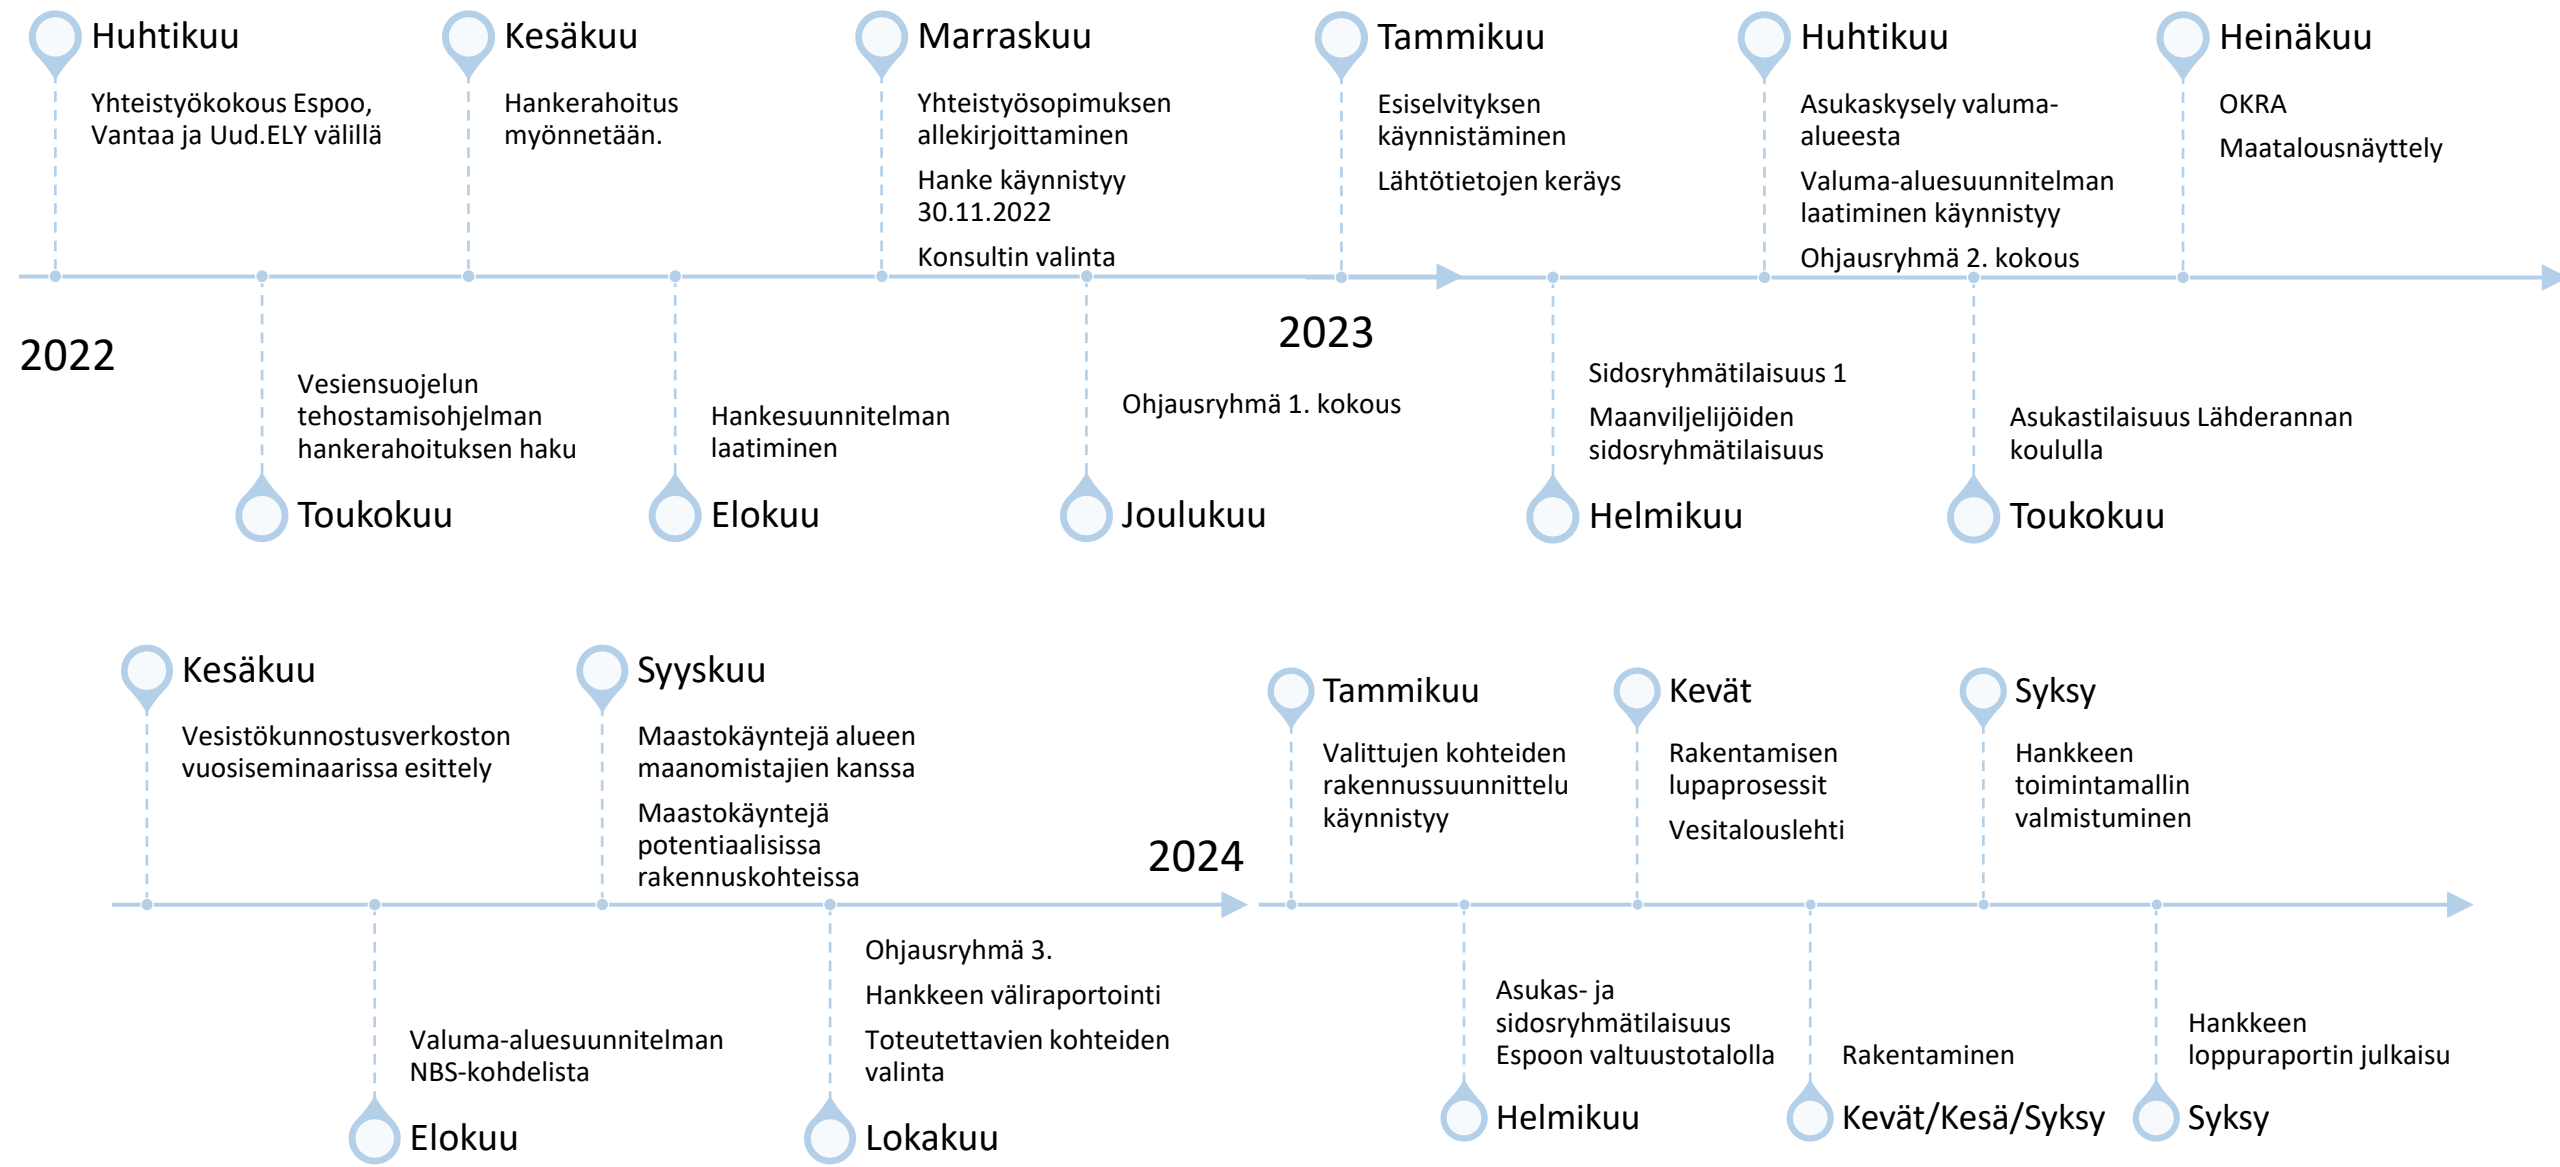 Huhtikuu
Yhteistyökokous Espoo,
Vantaa ja Uud.ELY välillä
Kesäkuu
Hankerahoitus
myönnetään.
Marraskuu
Yhteistyösopimuksen
allekirjoittaminen
Hanke käynnistyy
30.11.2022
Konsultin valinta
Tammikuu
Esiselvityksen
käynnistäminen
Lähtötietojen keräys
Huhtikuu
Asukaskysely valuma-
alueesta
Valuma-aluesuunnitelman
laatiminen käynnistyy
Ohjausryhmä 2. kokous
Heinäkuu
OKRA
Maatalousnäyttely
2022
Vesiensuojelun
tehostamisohjelman
hankerahoituksen haku
Toukokuu
Hankesuunnitelman
laatiminen
Elokuu
Ohjausryhmä 1. kokous
Joulukuu
2023
Sidosryhmätilaisuus 1
Maanviljelijöiden
sidosryhmätilaisuus
Helmikuu
Asukastilaisuus Lähderannan
koululla
Toukokuu
Kesäkuu
Vesistökunnostusverkoston
vuosiseminaarissa esittely
Syyskuu
Maastokäyntejä alueen
maanomistajien kanssa
Maastokäyntejä
potentiaalisissa
rakennuskohteissa
2024
Tammikuu
Valittujen kohteiden
rakennussuunnittelu
käynnistyy
Kevät
Rakentamisen
lupaprosessit
Vesitalouslehti
Syksy
Hankkeen
toimintamallin
valmistuminen
Valuma-aluesuunnitelman
NBS-kohdelista
Elokuu
Ohjausryhmä 3.
Hankkeen väliraportointi
Toteutettavien kohteiden
valinta
Lokakuu
Asukas- ja
sidosryhmätilaisuus
Espoon valtuustotalolla
Helmikuu
Rakentaminen
Kevät/Kesä/Syksy
Hankkeen
loppuraportin julkaisu
Syksy